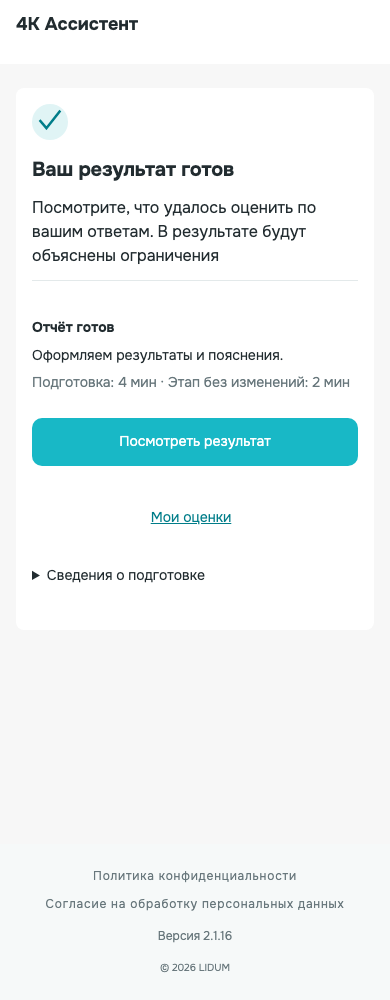 4К Ассистент
Ваш результат готов
Посмотрите, что удалось оценить по
вашим ответам. В результате будут
объяснены ограничения
Отчёт готов
Оформляем результаты и пояснения.
Подготовка: 4 мин · Этап без изменений: 2 мин
Посмотреть результат
Мои оценки
Сведения о подготовке
Политика конфиденциальности
Согласие на обработку персональных данных
Версия 2.1.16
© 2026 LIDUM